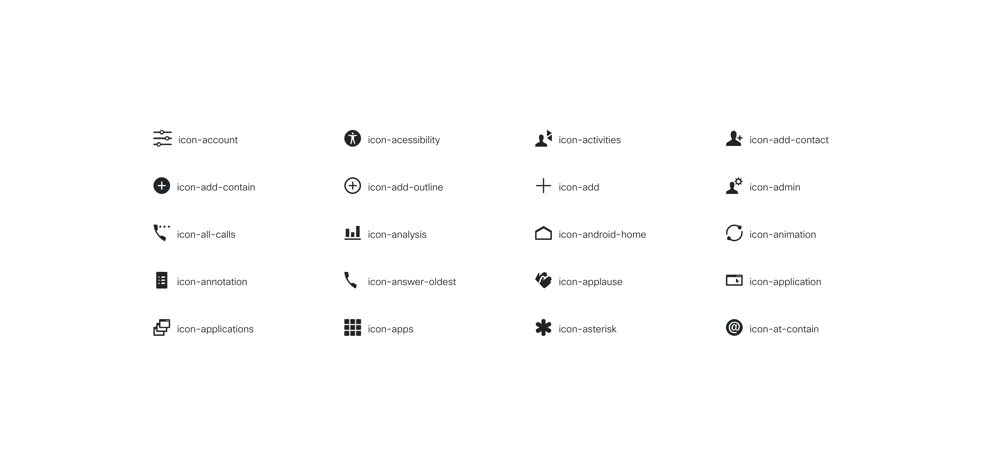 icon-account
icon-acessibility
icon-activities
icon-add-contact
icon-add-contain
icon-add-outline
icon-add
icon-admin
icon-all-calls
icon-analysis
icon-android-home
icon-animation
icon-annotation
icon-answer-oldest
icon-applause
icon-application
icon-applications
icon-apps
icon-asterisk
icon-at-contain